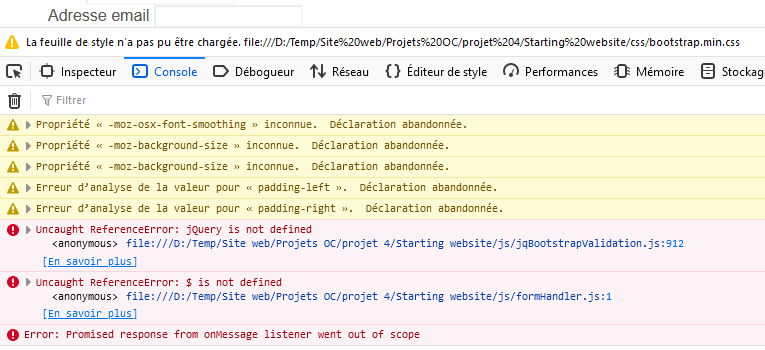 Adresse email
La feuille de style n'a pas pu être chargée. file:///D:/Temp/Site%20web/Projets%20OC/projet%204/Starting%20website/css/bootstrap.min.css
Inspecteur Console Débogueur Réseau Éditeur de style Performances Mémoire Stockag
Filtrer
Propriété « -moz-osx-font-smoothing » inconnue. Déclaration abandonnée.
Propriété « -moz-background-size » inconnue. Déclaration abandonnée.
Propriété « -moz-background-size » inconnue. Déclaration abandonnée.
Erreur d'analyse de la valeur pour « padding-left ». Déclaration abandonnée.
Erreur d'analyse de la valeur pour « padding-right ». Déclaration abandonnée.
Uncaught ReferenceError: jQuery is not defined
<anonymous> file:///D:/Temp/Site web/Projets OC/projet 4/Starting website/js/jqBootstrapValidation.js:912
[En savoir plus]
Uncaught ReferenceError: $ is not defined
<anonymous> file:///D:/Temp/Site web/Projets OC/projet 4/Starting website/js/formHandler.js:1
[En savoir plus]
Error: Promised response from onMessage listener went out of scope